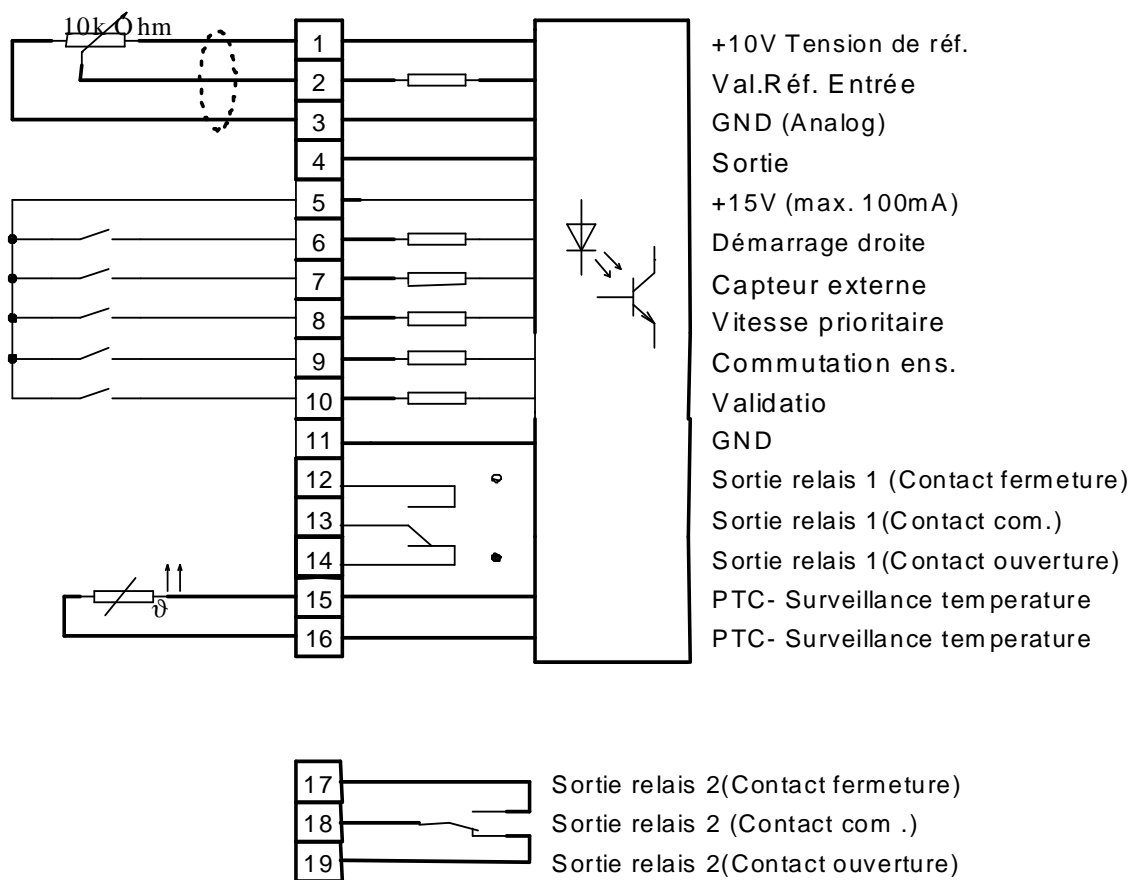 10k Ohm
1 +10V Tension de réf.
2 Val.Réf. Entrée
3 GND (Analog)
4 Sortie
5 +15V (max. 100mA)
6 Démarrage droite
7 Capteur externe
8 Vitesse prioritaire
9 Commutation ens.
10 Validatio
11 GND
12 Sortie relais 1 (Contact fermeture)
13 Sortie relais 1(Contact com.)
14 Sortie relais 1(Contact ouverture)
ϑ
15 PTC- Surveillance temperature
16 PTC- Surveillance temperature
17 Sortie relais 2(Contact fermeture)
18 Sortie relais 2 (Contact com .)
19 Sortie relais 2(Contact ouverture)